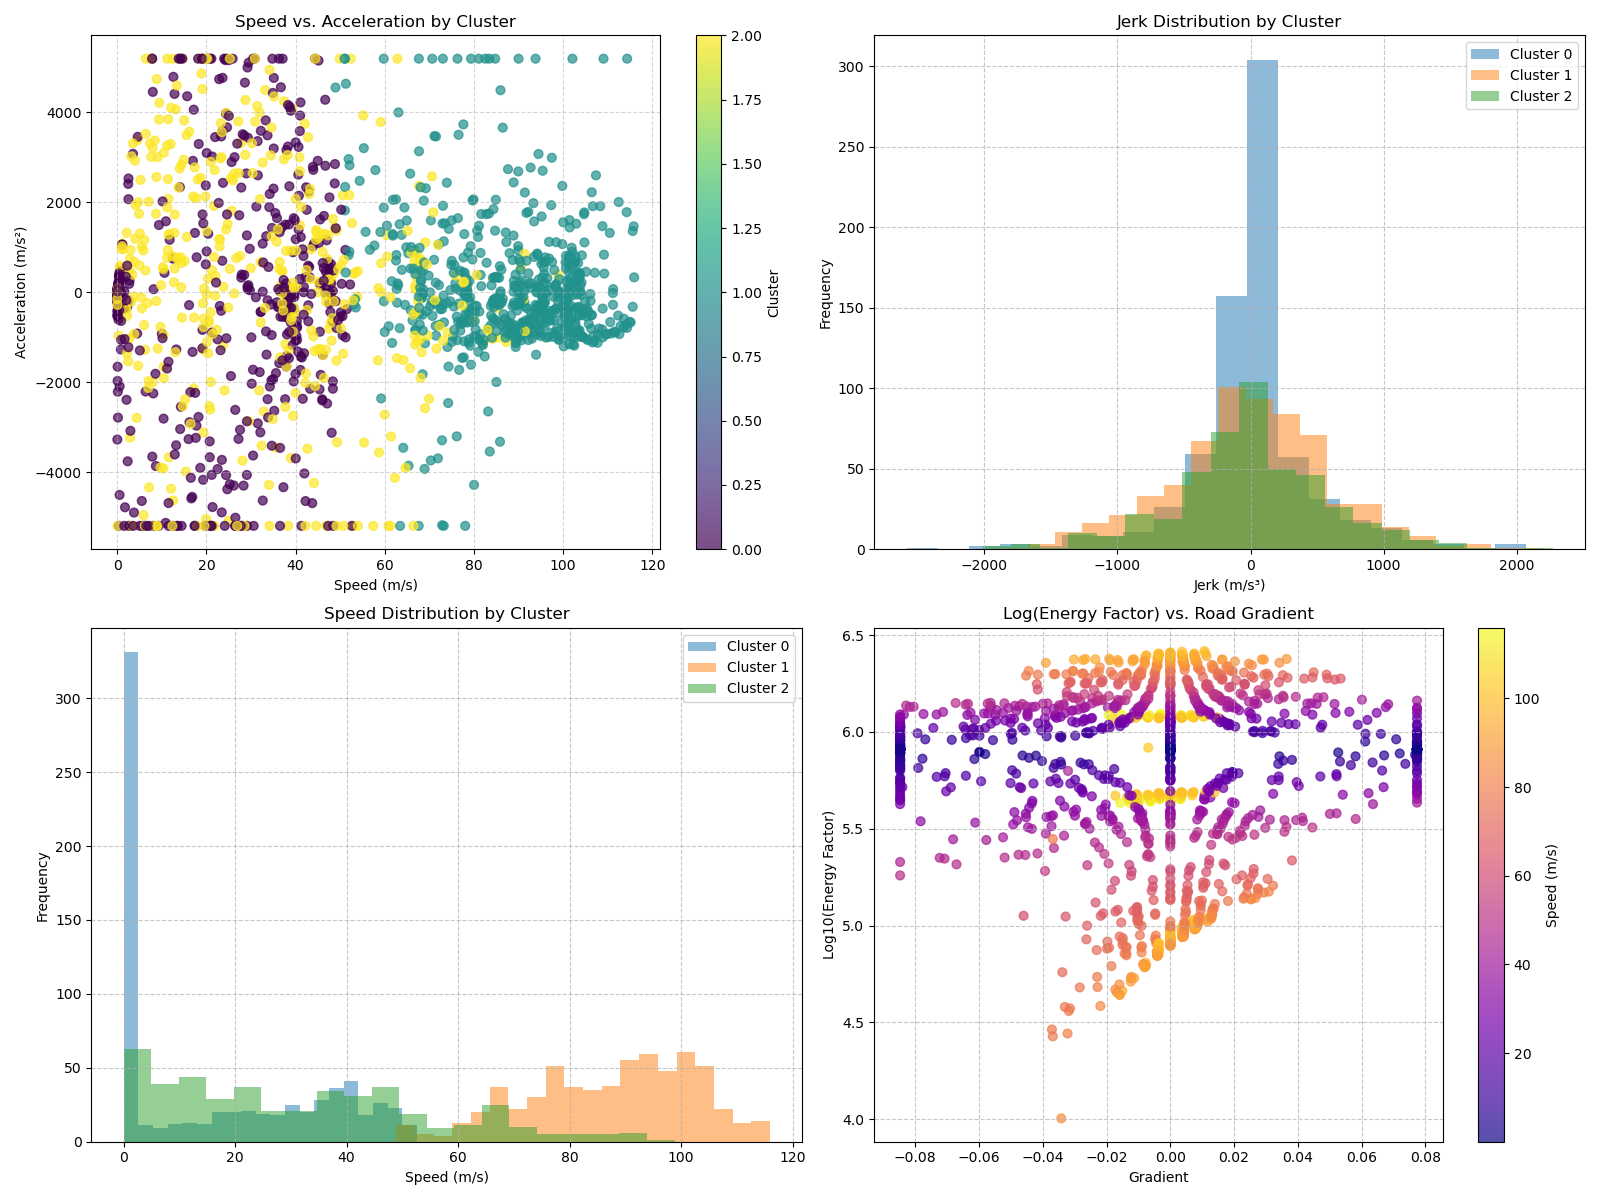 Speed vs. Acceleration by Cluster
Acceleration (m/s²)
4000
2000
0
−2000
−4000
0 20 40 60 80 100 120
Speed (m/s)
2.00
1.75
1.50
1.25
1.00
0.75
0.50
0.25
0.00
Cluster
Jerk Distribution by Cluster
Cluster 0
Cluster 1
Cluster 2
Frequency
300
250
200
150
100
50
0
−2000 −1000 0 1000 2000
Jerk (m/s³)
Speed Distribution by Cluster
Cluster 0
Cluster 1
Cluster 2
Frequency
300
250
200
150
100
50
0
0 20 40 60 80 100 120
Speed (m/s)
Log(Energy Factor) vs. Road Gradient
Log10(Energy Factor)
6.5
6.0
5.5
5.0
4.5
4.0
−0.08 −0.06 −0.04 −0.02 0.00 0.02 0.04 0.06 0.08
Gradient
100
80
60
40
20
Speed (m/s)